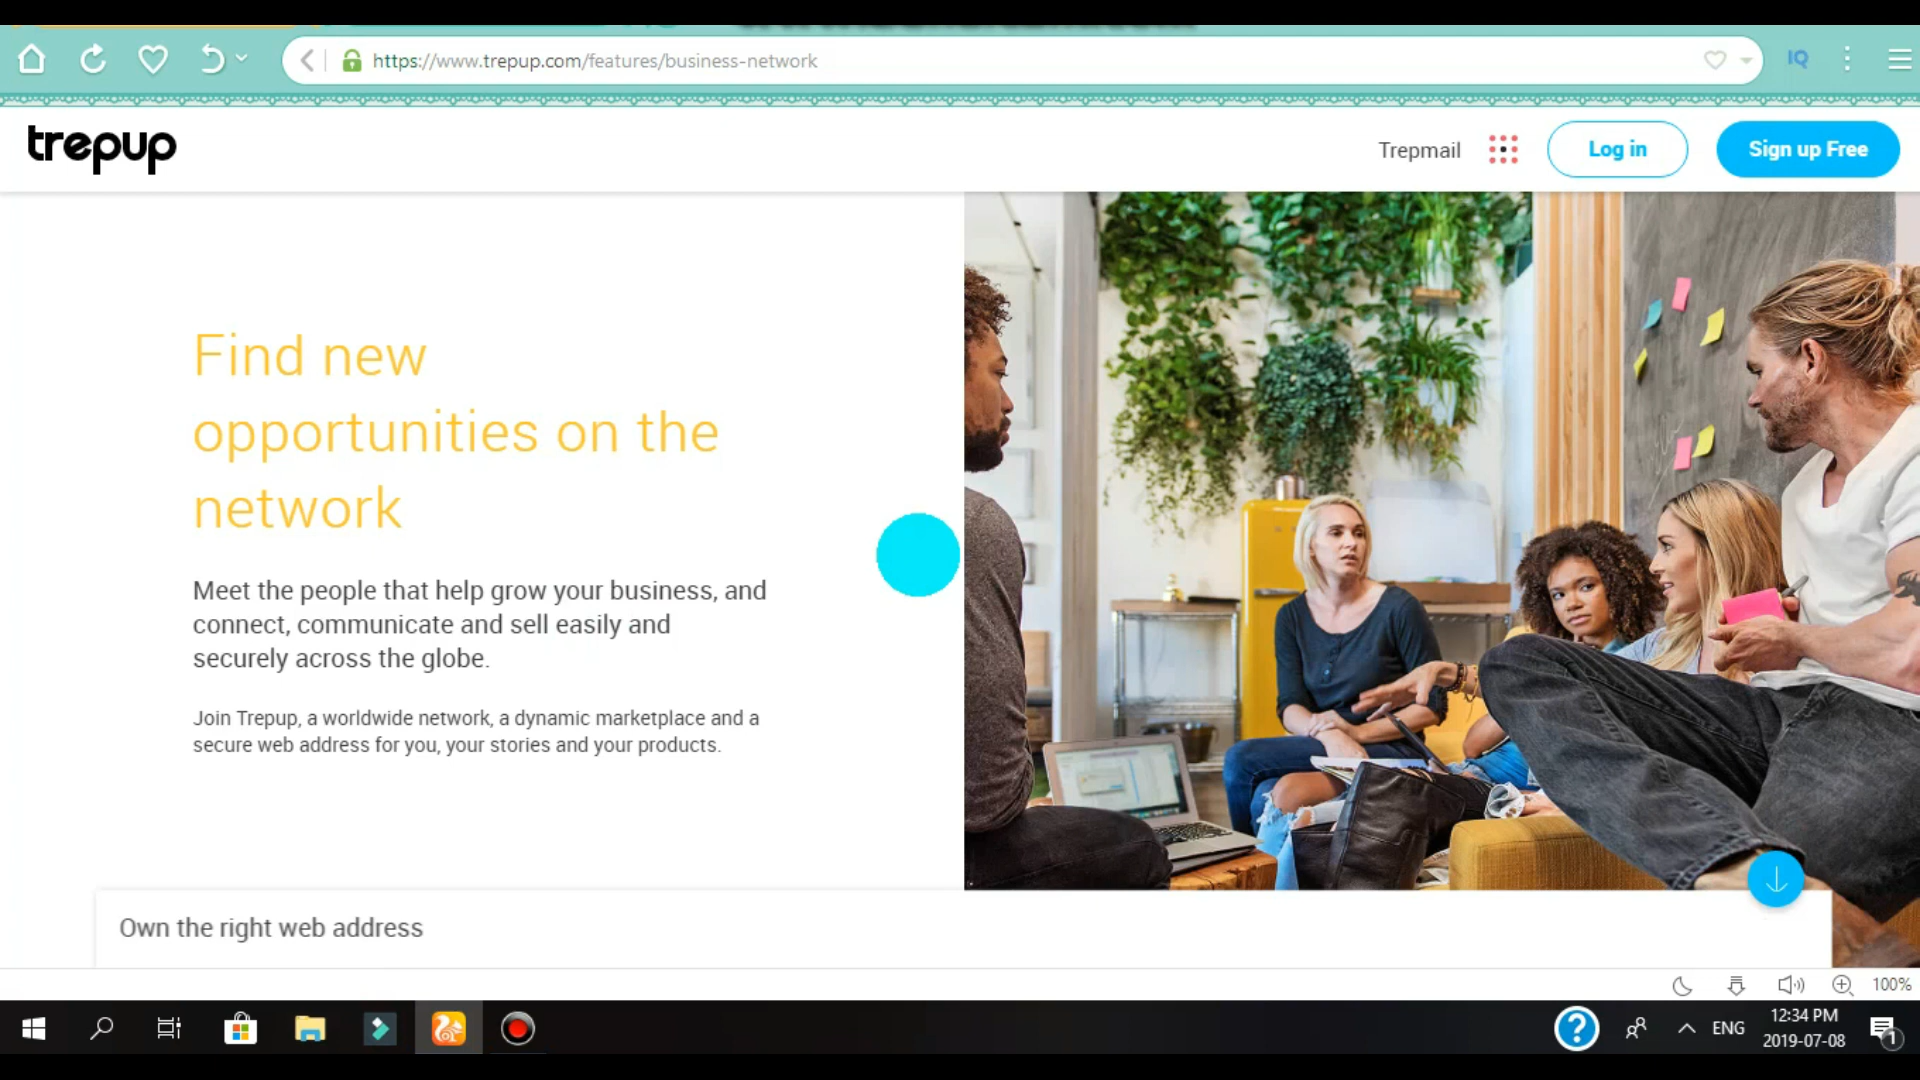 https://www.trepup.com/features/business-network
IQ
trepup
Trepmail
Log in
Sign up Free
Find new
opportunities on the
network
Meet the people that help grow your business, and
connect, communicate and sell easily and
securely across the globe.
Join Trepup, a worldwide network, a dynamic marketplace and a
secure web address for you, your stories and your products.
Own the right web address
100%
ENG
12:34 PM
2019-07-08
1